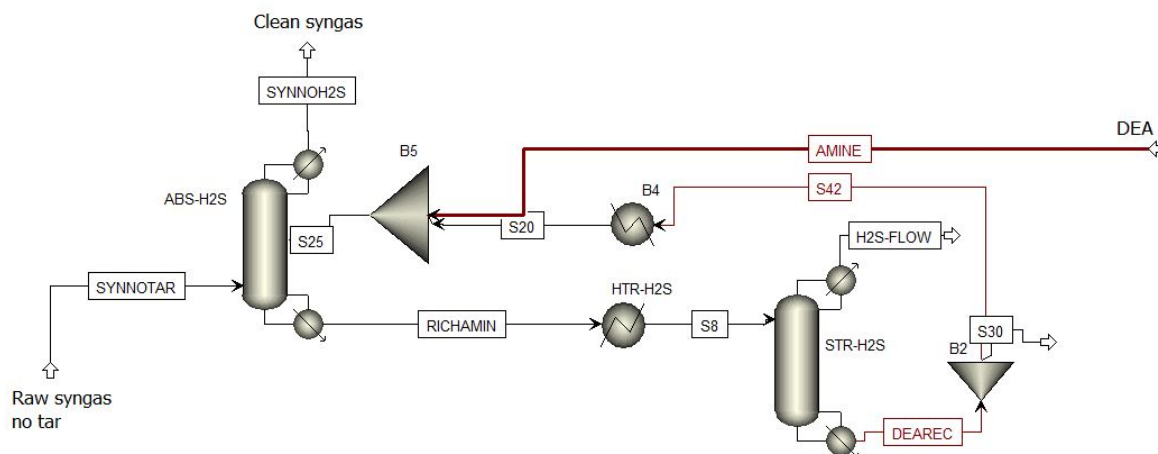 Clean syngas
SYNNOH2S
DEA
AMINE
B5
ABS-H2S
S42
B4
S20
S25
H2S-FLOW
SYNNOTAR
HTR-H2S
RICHAMIN
S8
STR-H2S
S30
B2
Raw syngas
no tar
DEAREC